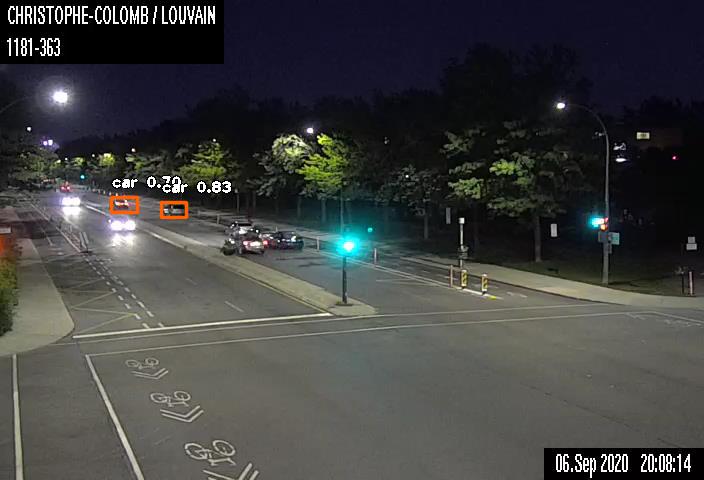 CHRISTOPHE-COLOMB / LOUVAIN
1181-363
car 0.70
car 0.83
06.Sep 2020 20:08:14